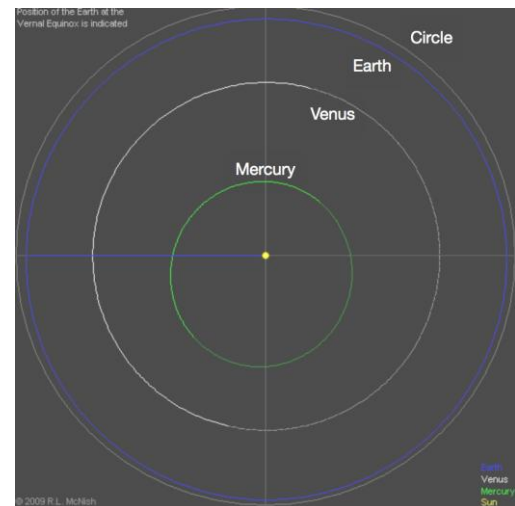 Position of the Earth at the
Vernal Equinox is indicated
Circle
Earth
Venus
Mercury
Earth
Venus
Mercury
Sun
© 2009 R.L. McNish